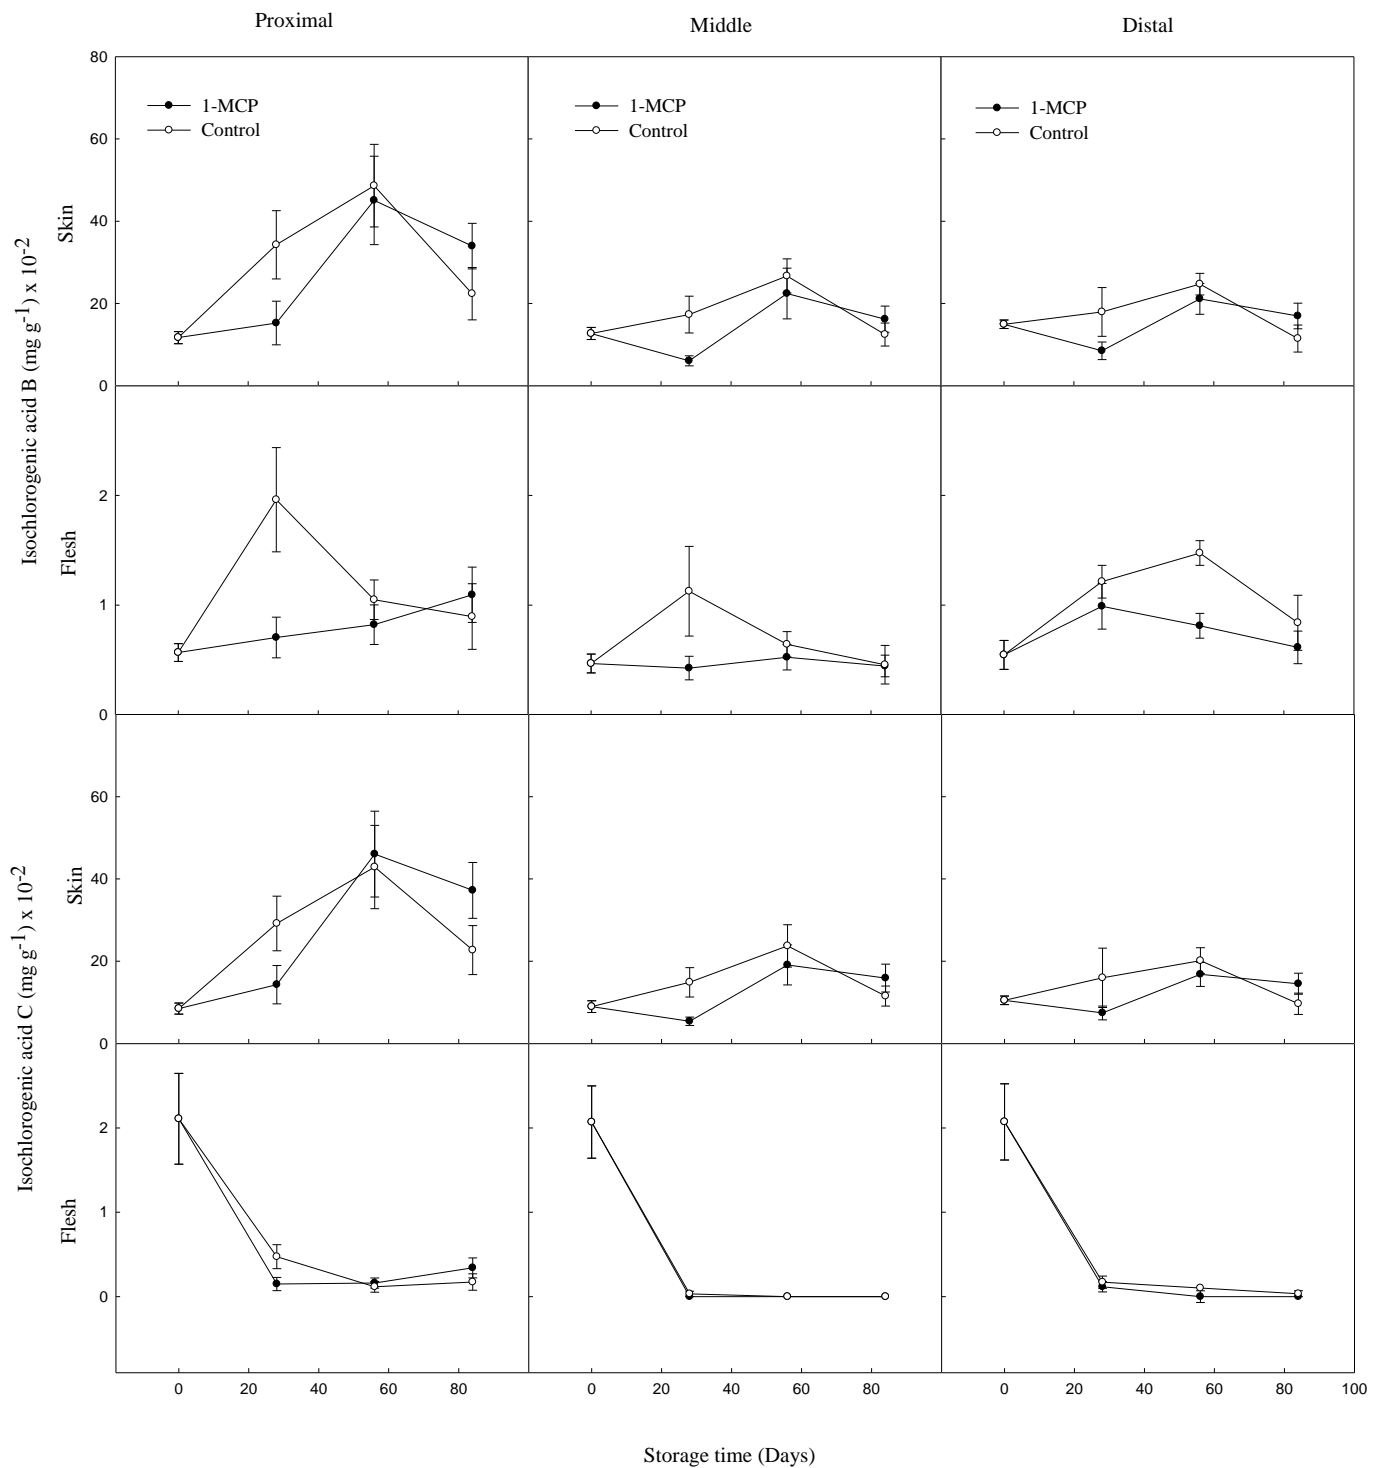 Proximal
Middle
Distal
80
60
40
20
0
1-MCP
Control
1-MCP
Control
1-MCP
Control
Skin
Isochlorogenic acid B (mg g-1) x 10-2
2
1
0
Flesh
60
40
20
0
Skin
Isochlorogenic acid C (mg g-1) x 10-2
2
1
0
Flesh
0 20 40 60 80
0 20 40 60 80
0 20 40 60 80 100
Storage time (Days)